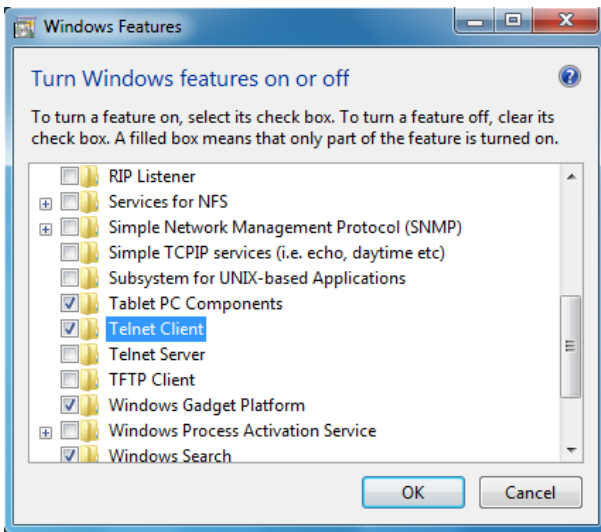 Windows Features
Turn Windows features on or off
To turn a feature on, select its check box. To turn a feature off, clear its
check box. A filled box means that only part of the feature is turned on.
RIP Listener
Services for NFS
Simple Network Management Protocol (SNMP)
Simple TCPIP services (i.e. echo, daytime etc)
Subsystem for UNIX-based Applications
Tablet PC Components
Telnet Client
Telnet Server
TFTP Client
Windows Gadget Platform
Windows Process Activation Service
Windows Search
OK Cancel